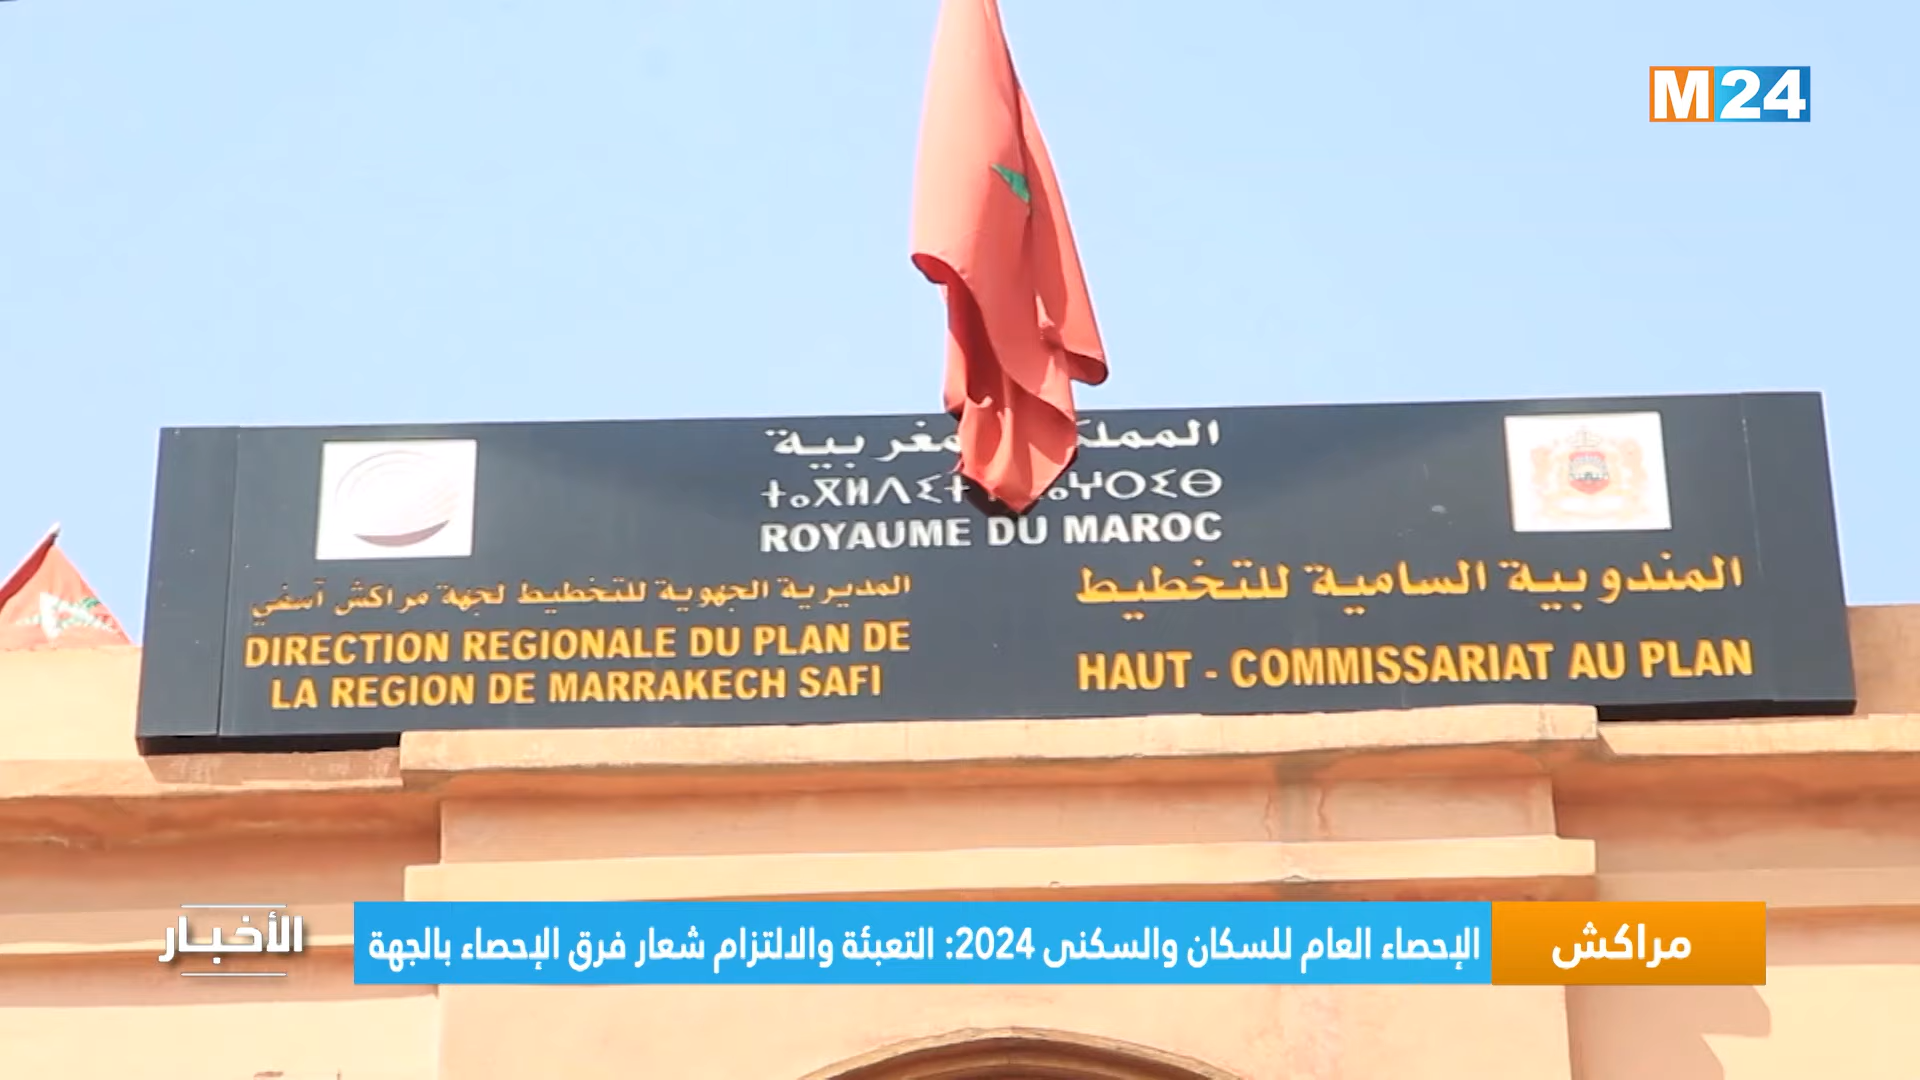 M24
المملكة المغربية
ROYAUME DU MAROC
المديرية الجهوية للتخطيط لجهة مراكش آسفي
DIRECTION REGIONALE DU PLAN DE
LA REGION DE MARRAKECH SAFI
المندوبية السامية للتخطيط
HAUT - COMMISSARIAT AU PLAN
مراكش
الإحصاء العام للسكان والسكنى 2024: التعبئة والالتزام شعار فرق الإحصاء بالجهة
الأخبار